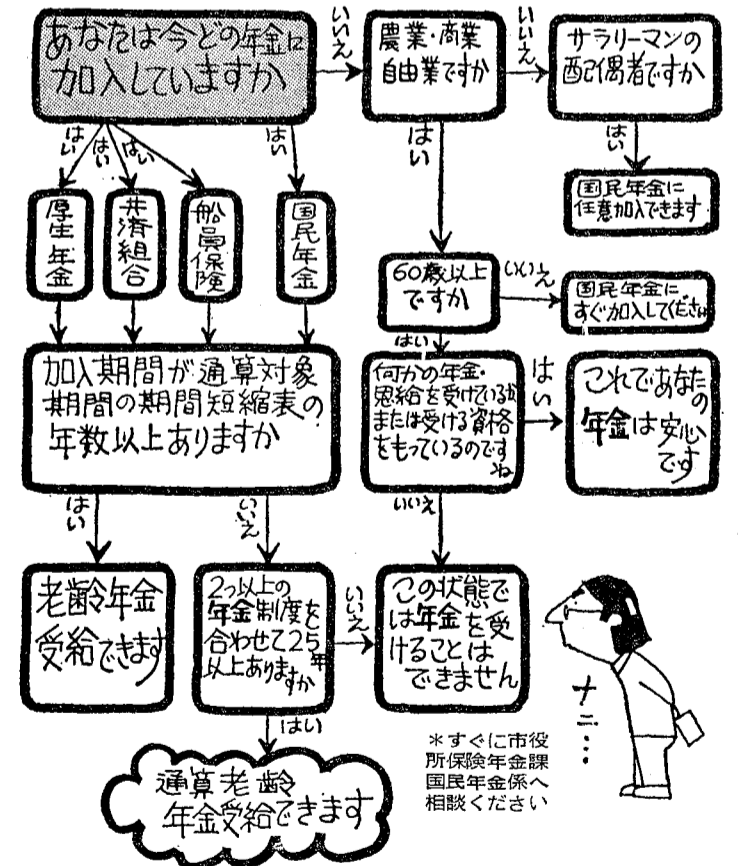 あなたは今どの年金に
加入していますか
いいえ
農業・商業
自由業ですか
いいえ
サラリーマンの
配偶者ですか
はい
はい
はい
はい
はい
はい
厚生年金
共済組合
船員保険
国民年金
国民年金に
任意加入できます
60歳以上
ですか
いいえ
国民年金に
すぐ加入してください
はい
加入期間が通算対象
期間の期間短縮表の
年数以上ありますか
何かの年金・
恩給を受けているか
または受ける資格
をもっているのです
ね
はい
これであなたの
年金は安心
です
はい
いいえ
いいえ
老齢年金
受給できます
2つ以上の
年金制度を
合わせて25年
以上ありますか
いいえ
この状態で
は年金を受
けることは
できません
ナニ…
はい
通算老齢
年金受給できます
*すぐに市役
所保険年金課
国民年金係へ
相談ください